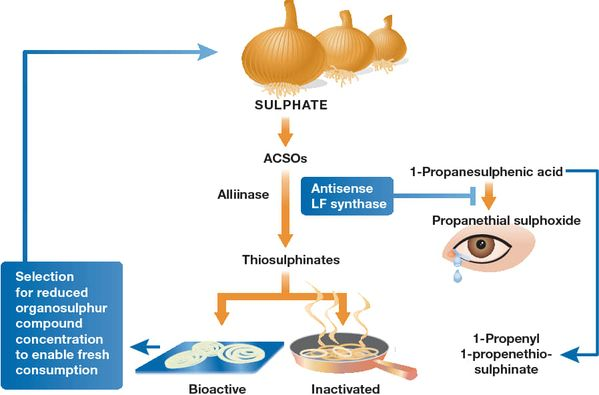 SULPHATE
ACSOs
Alliinase
Antisense
LF synthase
1-Propanesulphenic acid
Propanethial sulphoxide
Thiosulphinates
Selection
for reduced
organosulphur
compound
concentration
to enable fresh
consumption
Bioactive
Inactivated
1-Propenyl
1-propenethio-
sulphinate